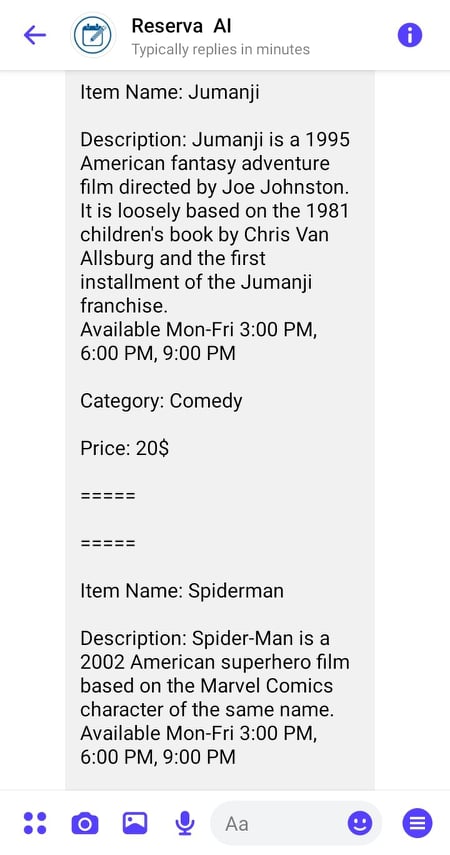 Reserva AI
Typically replies in minutes
Item Name: Jumanji
Description: Jumanji is a 1995
American fantasy adventure
film directed by Joe Johnston.
It is loosely based on the 1981
children's book by Chris Van
Allsburg and the first
installment of the Jumanji
franchise.
Available Mon-Fri 3:00 PM,
6:00 PM, 9:00 PM
Category: Comedy
Price: 20$
=====
=====
Item Name: Spiderman
Description: Spider-Man is a
2002 American superhero film
based on the Marvel Comics
character of the same name.
Available Mon-Fri 3:00 PM,
6:00 PM, 9:00 PM
Aa